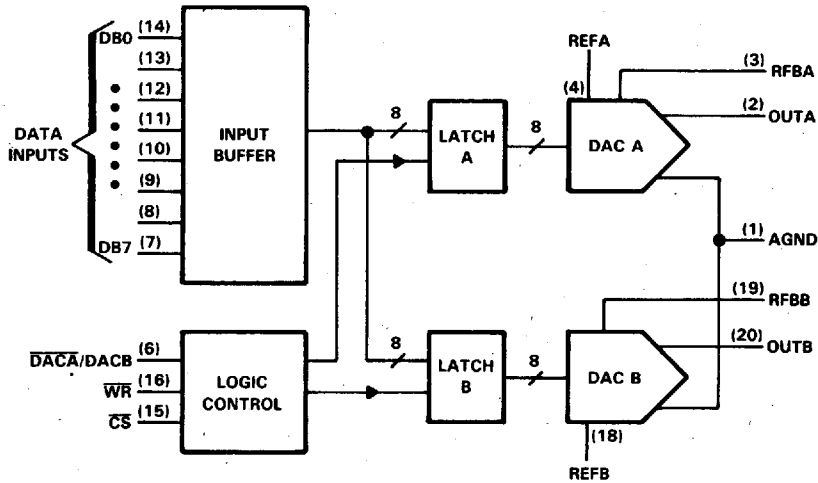 DB0 (14)
(13)
(12)
(11)
(10)
(9)
(8)
DB7 (7)
DATA
INPUTS
INPUT
BUFFER
8
LATCH
A
8
REFA
(4)
DAC A
(3) RFBA
(2) OUTA
(1) AGND
DACA/DACB (6)
WR (16)
CS (15)
LOGIC
CONTROL
8
LATCH
B
8
DAC B
(19) RFBB
(20) OUTB
(18)
REFB